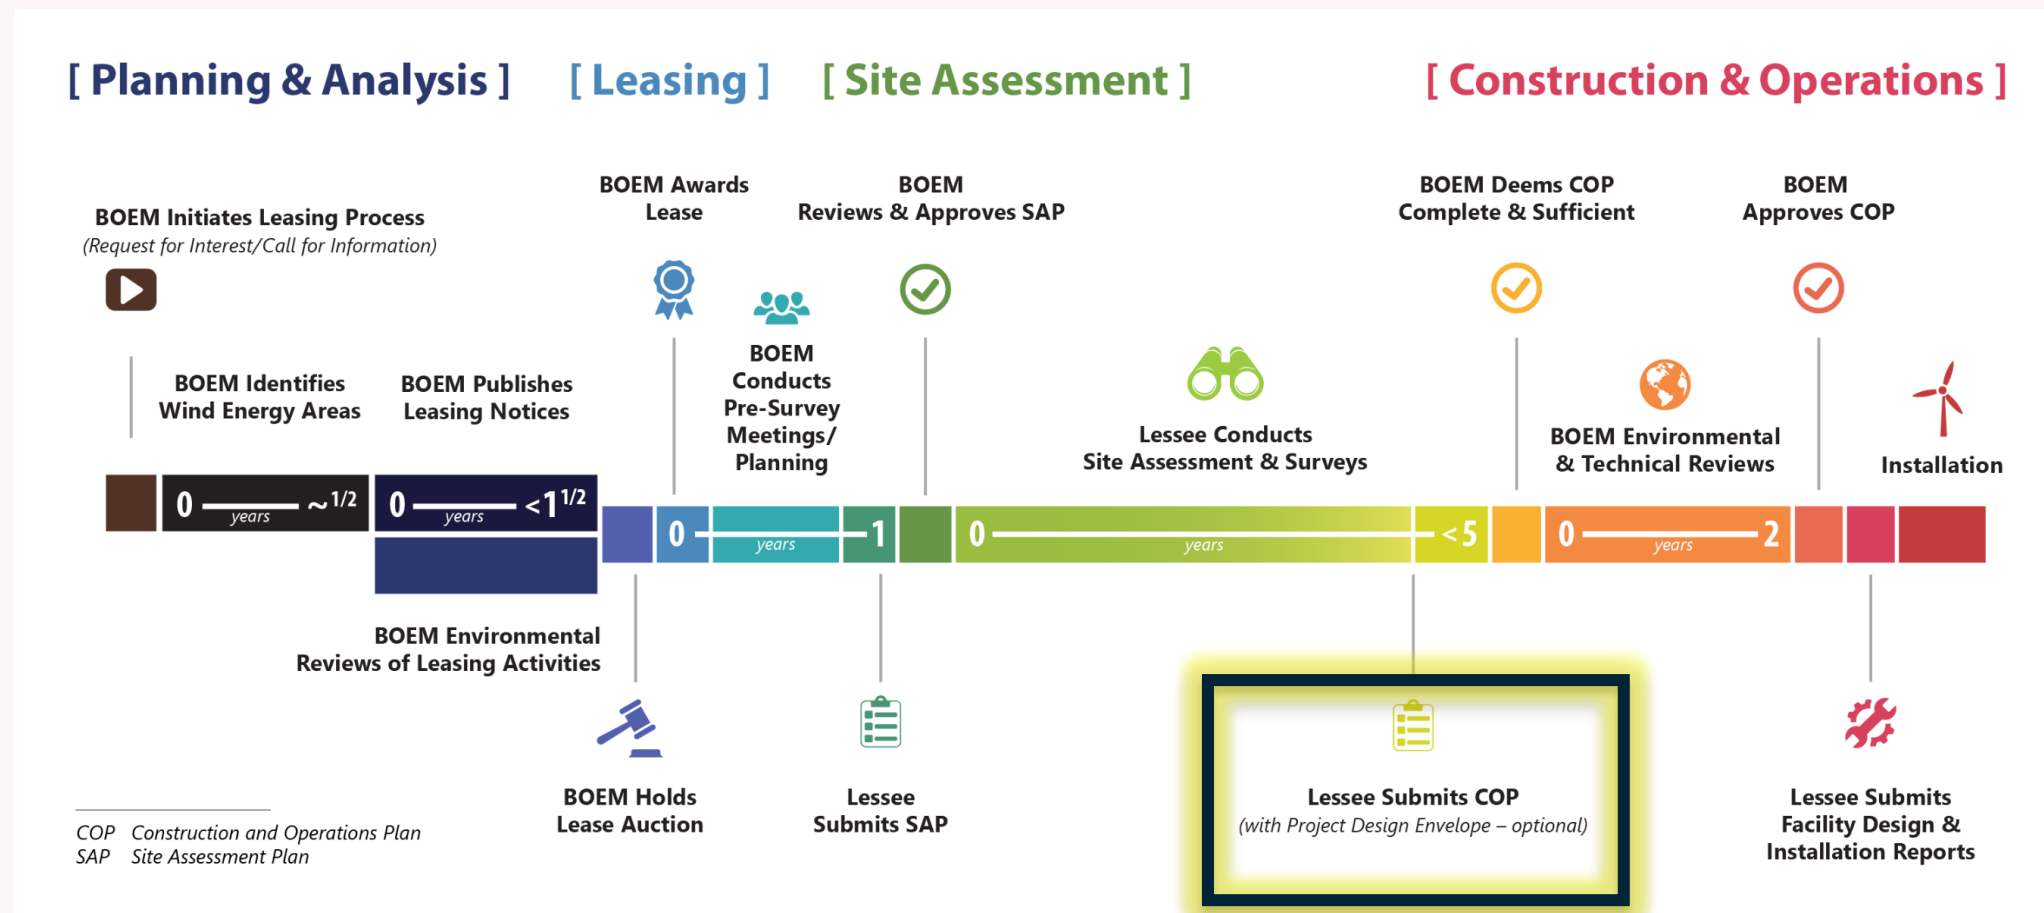 [ Planning & Analysis ]
[ Leasing ]
[ Site Assessment ]
[ Construction & Operations ]
BOEM Initiates Leasing Process
(Request for Interest/Call for Information)
BOEM Identifies
Wind Energy Areas
BOEM Publishes
Leasing Notices
BOEM Awards
Lease
BOEM
Conducts
Pre-Survey
Meetings/
Planning
BOEM
Reviews & Approves SAP
Lessee Conducts
Site Assessment & Surveys
BOEM Deems COP
Complete & Sufficient
BOEM Environmental
& Technical Reviews
BOEM
Approves COP
Installation
0 years ~1/2
0 years <1 1/2
0 years 1
0 years <5
0 years 2
BOEM Environmental
Reviews of Leasing Activities
BOEM Holds
Lease Auction
Lessee
Submits SAP
Lessee Submits COP
(with Project Design Envelope – optional)
Lessee Submits
Facility Design &
Installation Reports
COP Construction and Operations Plan
SAP Site Assessment Plan